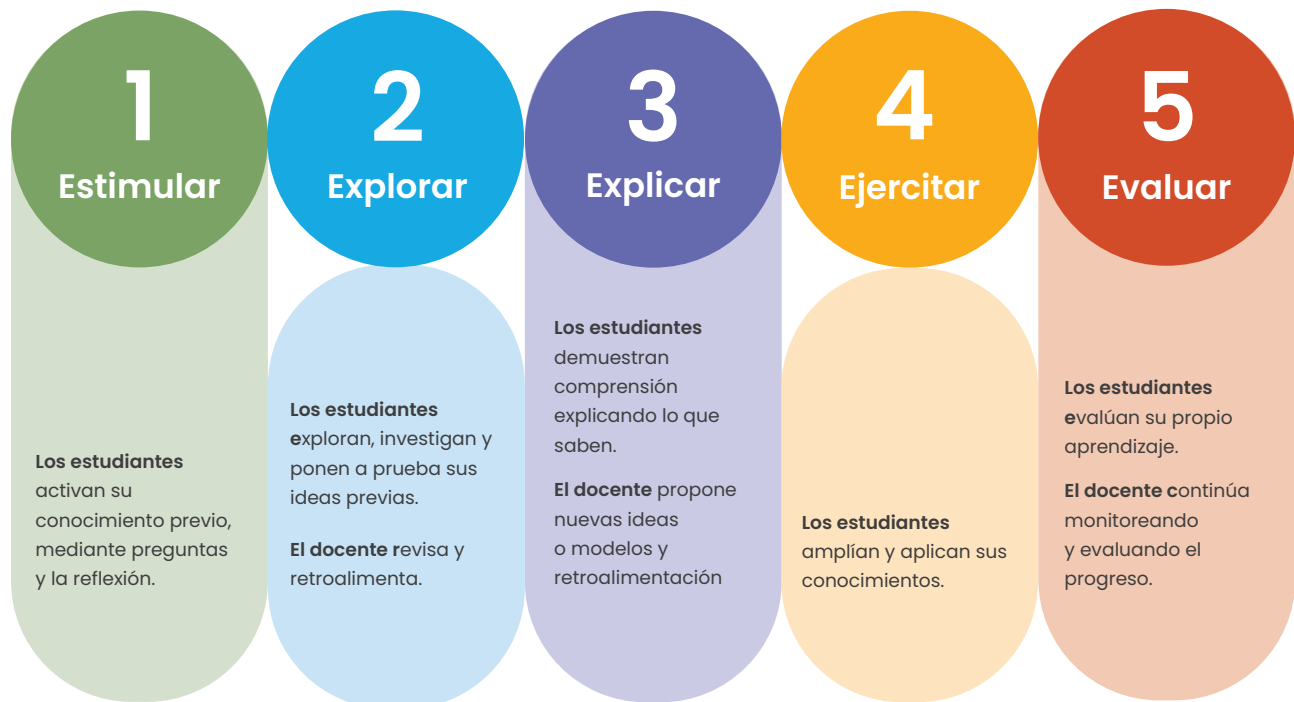 1
Estimular
Los estudiantes
activan su
conocimiento previo,
mediante preguntas
y la reflexión.
2
Explorar
Los estudiantes
exploran, investigan y
ponen a prueba sus
ideas previas.
El docente revisa y
retroalimenta.
3
Explicar
Los estudiantes
demuestran
comprensión
explicando lo que
saben.
El docente propone
nuevas ideas
o modelos y
retroalimentación
4
Ejercitar
Los estudiantes
amplían y aplican sus
conocimientos.
5
Evaluar
Los estudiantes
evalúan su propio
aprendizaje.
El docente continúa
monitoreando
y evaluando el
progreso.